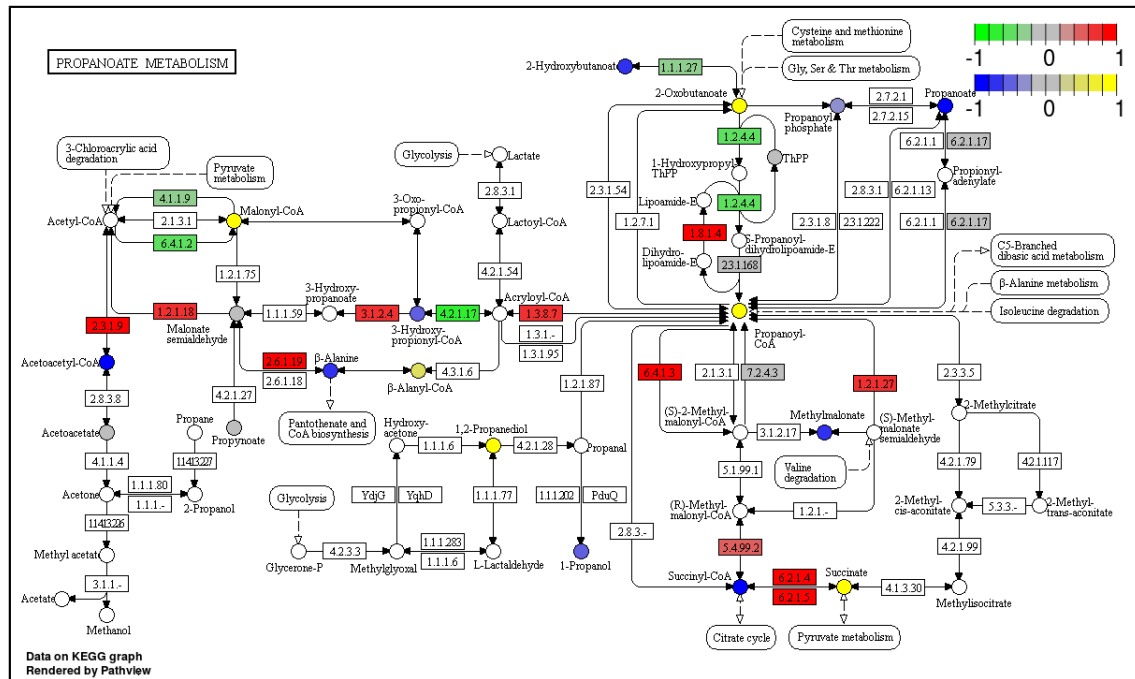 PROPANOATE METABOLISM
-1 0 1
-1 0 1
Cysteine and methionine
metabolism
Gly, Ser & Thr metabolism
2-Hydroxybutanoate
1.1.1.27
2-Oxobutanoate
Propanoyl
phosphate
2.7.2.1
2.7.2.15
Propanoate
6.2.1.1
6.2.1.17
Propionyl-
adenylate
6.2.1.1
6.2.1.17
2.8.3.1
6.2.1.13
2.3.1.8
2.3.1.222
1.2.4.4
ThPP
1-Hydroxypropyl-
ThPP
2.3.1.54
1.2.7.1
Lipoamide-E
1.2.4.4
1.8.1.4
S-Propanoyl-
dihydrolipoamide-E
Dihydro-
lipoamide-E
2.3.1.168
C5-Branched
dibasic acid metabolism
β-Alanine metabolism
Isoleucine degradation
Propanoyl-
CoA
3-Chloroacrylic acid
degradation
Pyruvate
metabolism
Glycolysis
Lactate
2.8.3.1
Lactoyl-CoA
4.2.1.54
Acryloyl-CoA
4.1.1.9
Acetyl-CoA
2.1.3.1
Malonyl-CoA
6.4.1.2
3-Oxo-
propionyl-CoA
1.2.1.75
3-Hydroxy-
propanoate
1.2.1.18
Malonate
semialdehyde
1.1.1.59
3.1.2.4
3-Hydroxy-
propionyl-CoA
4.2.1.17
1.3.8.7
1.3.1.-
1.3.1.95
2.3.1.9
Acetoacetyl-CoA
2.6.1.19
2.6.1.18
β-Alanine
β-Alanyl-CoA
4.3.1.6
1.2.1.87
2.8.3.8
4.2.1.27
Pantothenate and
CoA biosynthesis
Acetoacetate
Propane
Propynoate
4.1.1.4
1.14.13.227
Acetone
1.1.1.80
1.1.1.-
2-Propanol
1.14.13.226
Methyl acetate
3.1.1.-
Acetate
Methanol
Hydroxy-
acetone
1.1.1.6
1,2-Propanediol
4.2.1.28
Propanal
Glycolysis
YdjG
YqhD
1.1.1.77
1.1.1.202
PduQ
Glycerone-P
4.2.3.3
Methylglyoxal
1.1.1.283
1.1.1.6
L-Lactaldehyde
1-Propanol
6.4.1.3
2.1.3.1
7.2.4.3
1.2.1.27
2.3.3.5
(S)-2-Methyl-
malonyl-CoA
3.1.2.17
Methylmalonate
(S)-Methyl-
malonate
semialdehyde
2-Methylcitrate
Valine
degradation
5.1.99.1
4.2.1.79
4.2.1.117
(R)-Methyl-
malonyl-CoA
1.2.1.-
2-Methyl-
cis-aconitate
5.3.3.-
2-Methyl-
trans-aconitate
2.8.3.-
5.4.99.2
4.2.1.99
Succinyl-CoA
6.2.1.4
6.2.1.5
Succinate
4.1.3.30
Methylisocitrate
Citrate cycle
Pyruvate metabolism
Data on KEGG graph
Rendered by Pathview